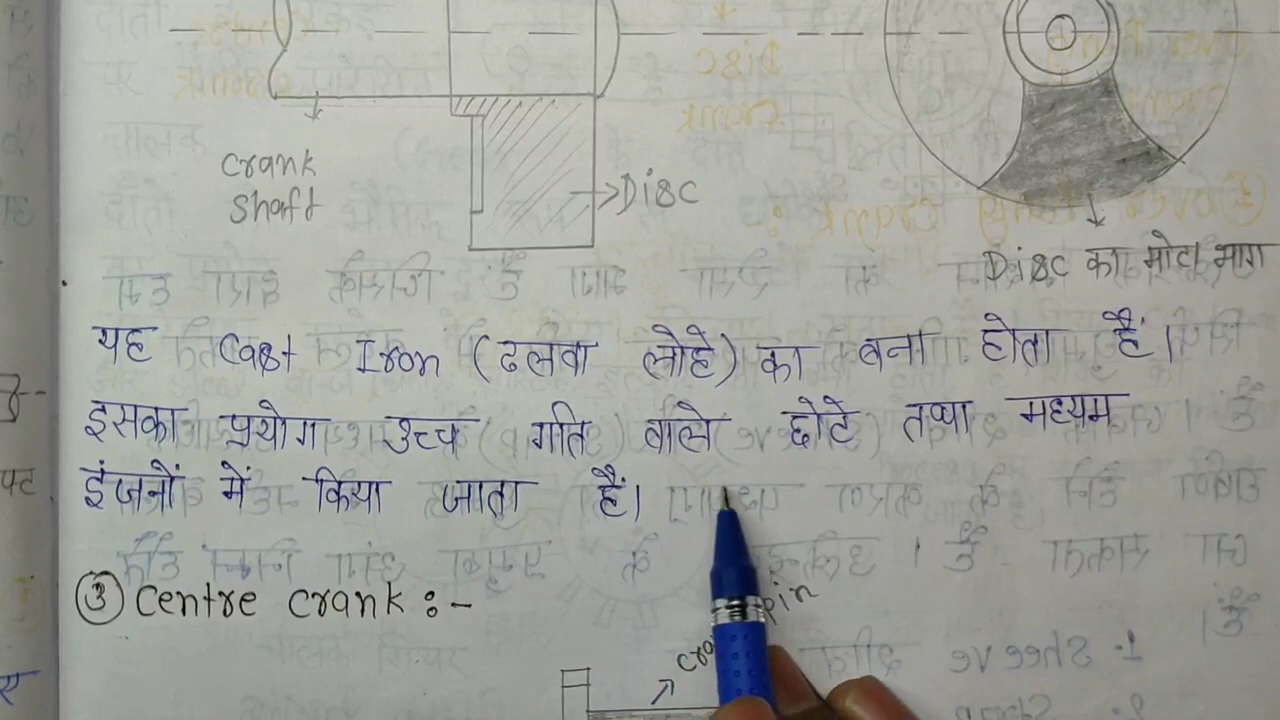 Crank
Shaft
Disc
Disc का मोटा भाग
यह Cast Iron (ढलवा लोहे) का बना होता हैं।
इसका प्रयोग उच्च गति वाले छोटे तथा मध्यम
इंजनों में किया जाता हैं।
③ Centre crank :-
pin